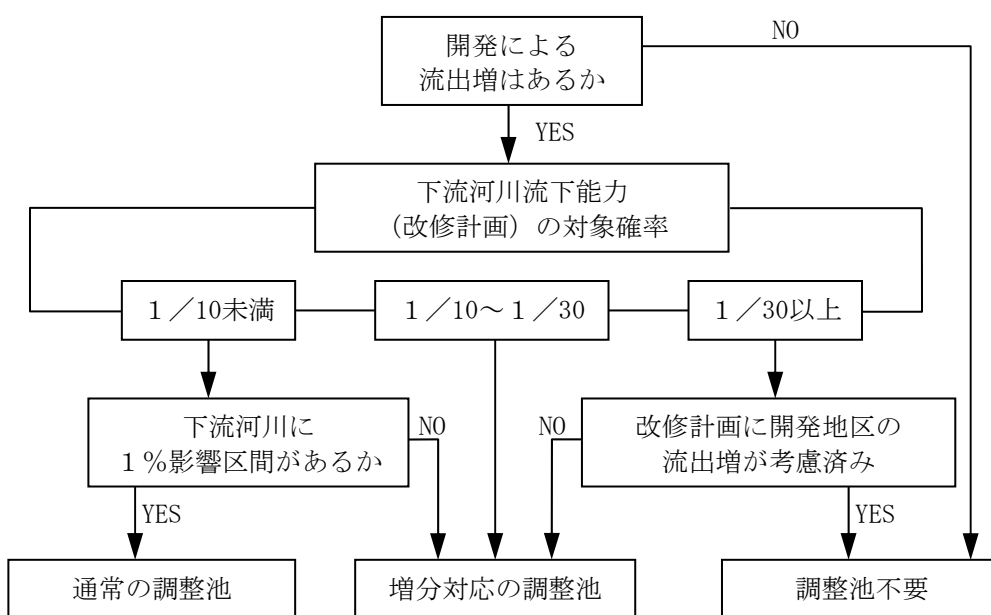 開発による
流出増はあるか
NO
YES
下流河川流下能力
（改修計画）の対象確率
１／10未満
１／10～１／30
１／30以上
下流河川に
１％影響区間があるか
NO
NO
改修計画に開発地区の
流出増が考慮済み
YES
YES
通常の調整池
増分対応の調整池
調整池不要